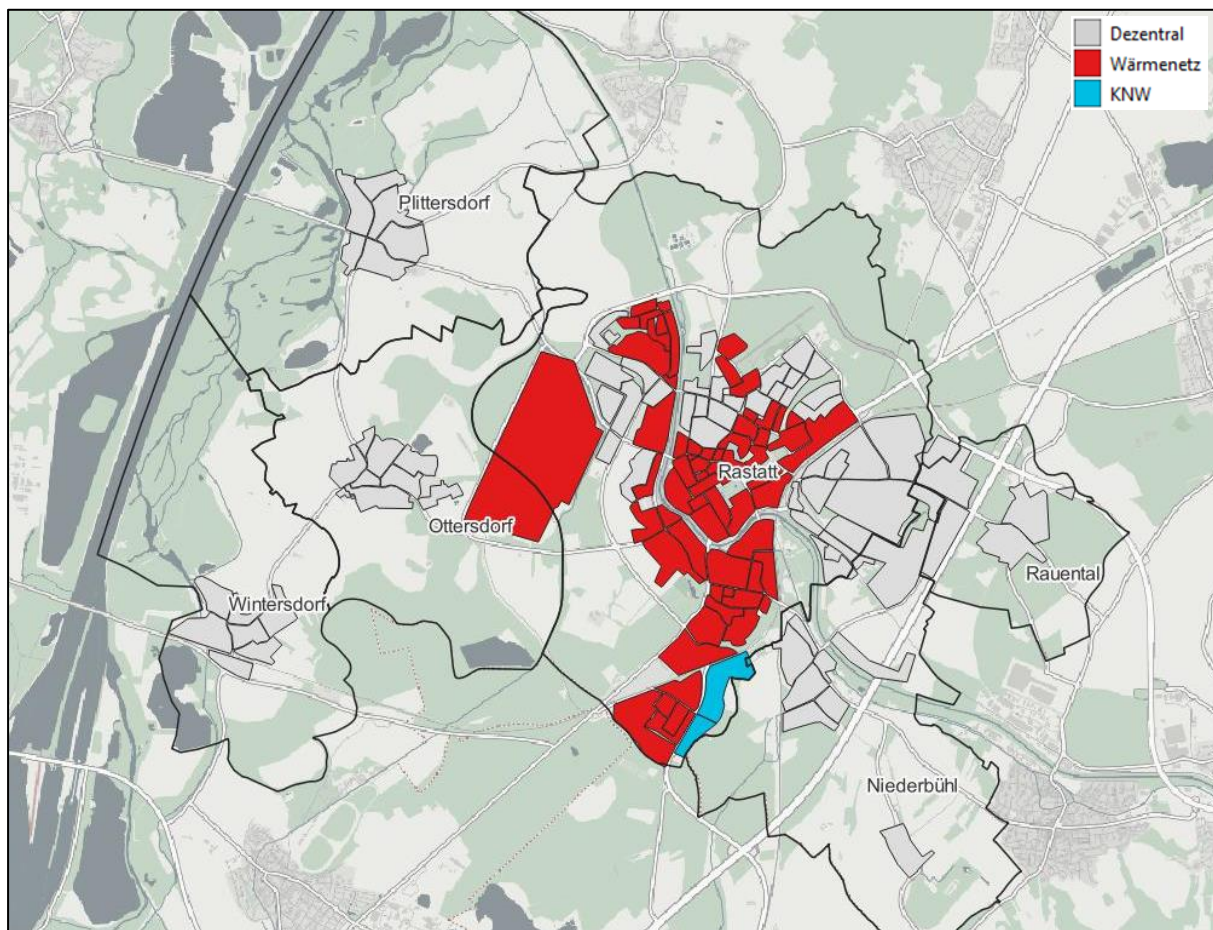 Dezentral
Wärmenetz
KNW
Plittersdorf
Rastatt
Ottersdorf
Rauental
Wintersdorf
Niederbühl